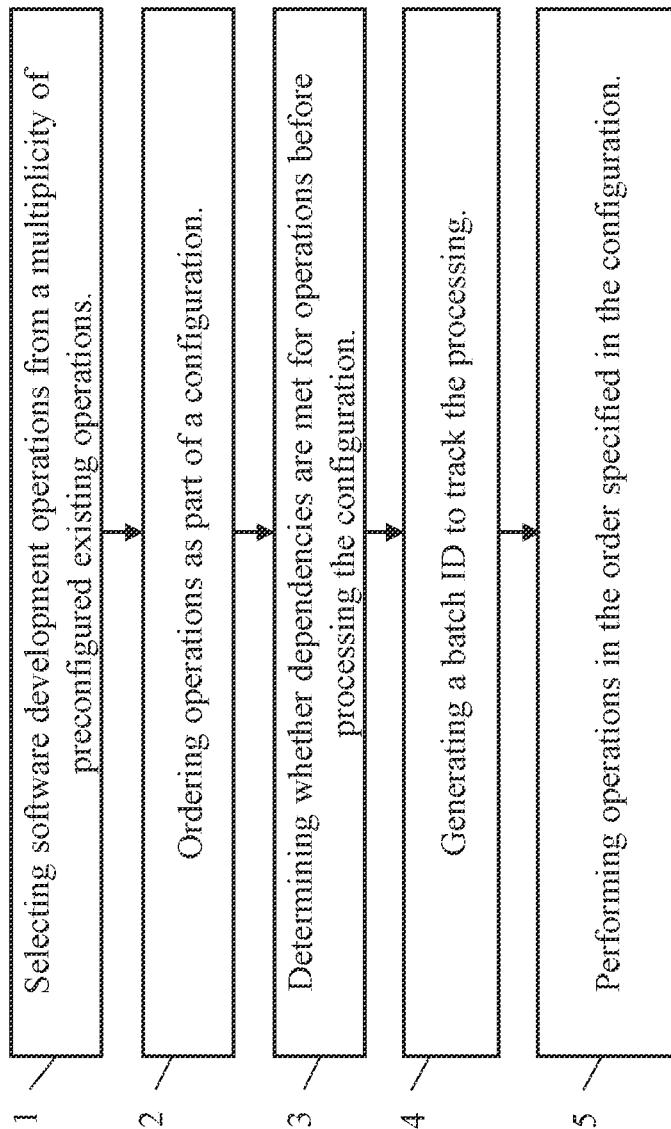 1
Selecting software development operations from a multiplicity of
preconfigured existing operations.
2
Ordering operations as part of a configuration.
3
Determining whether dependencies are met for operations before
processing the configuration.
4
Generating a batch ID to track the processing.
5
Performing operations in the order specified in the configuration.